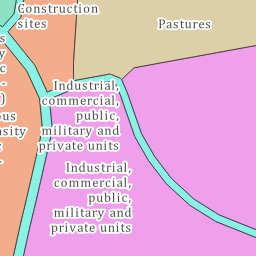 Construction
sites
Pastures
Industrial,
commercial,
public,
military and
private units
Industrial,
commercial,
public,
military and
private units